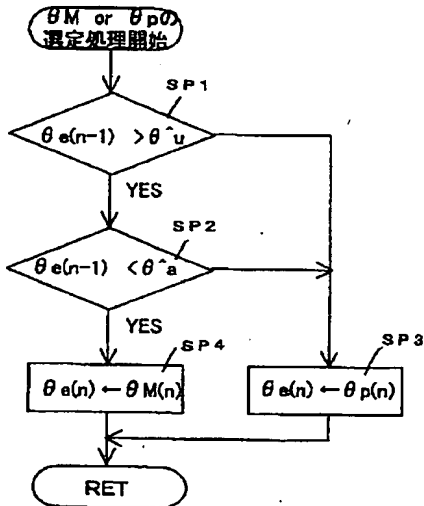 θM or θpの
選定処理開始
SP1
θe(n-1) >θ^u
YES
SP2
θe(n-1) <θ^a
YES
SP4
θe(n)←θM(n)
SP3
θe(n)←θp(n)
RET